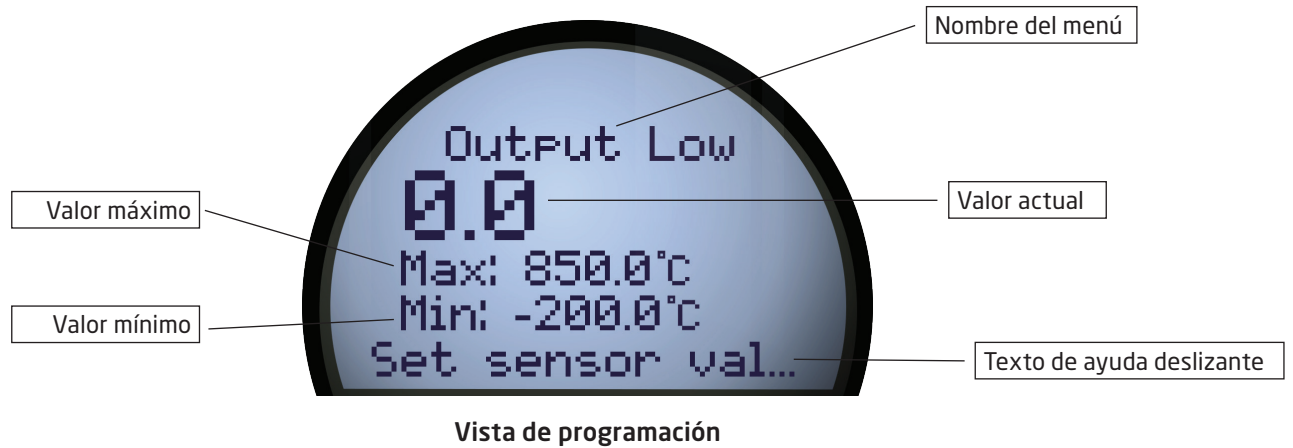 Nombre del menú
Output Low
0.0
Valor actual
Valor máximo
Max: 850.0°C
Valor mínimo
Min: -200.0°C
Set sensor val...
Texto de ayuda deslizante
Vista de programación